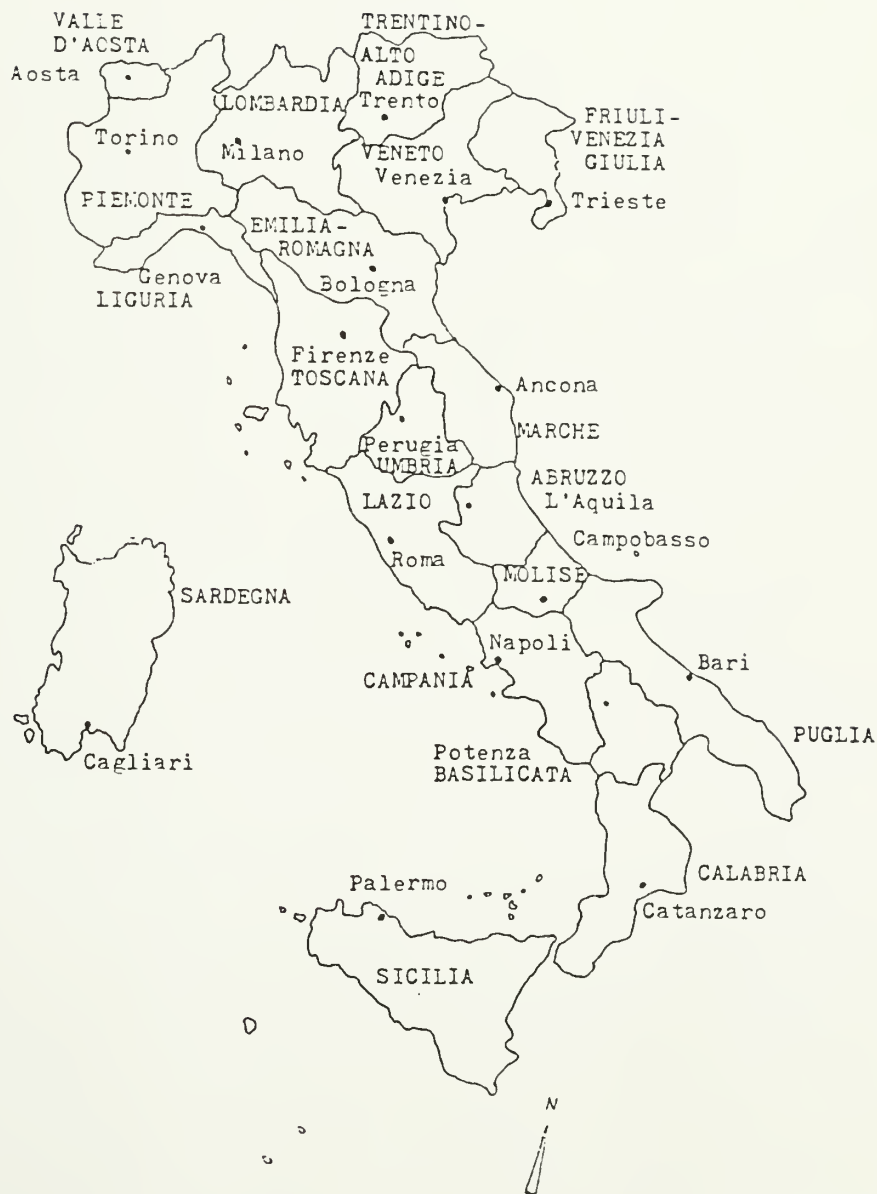 VALLE
D'AOSTA
Aosta
TRENTINO-
ALTO
ADIGE
Trento
LOMBARDIA
Milano
Torino
PIEMONTE
VENETO
Venezia
FRIULI-
VENEZIA
GIULIA
Trieste
EMILIA-
ROMAGNA
Bologna
Genova
LIGURIA
Firenze
TOSCANA
Ancona
MARCHE
Perugia
UMBRIA
ABRUZZO
L'Aquila
LAZIO
Roma
Campobasso
MOLISE
SARDEGNA
Cagliari
Napoli
CAMPANIA
Bari
PUGLIA
Potenza
BASILICATA
CALABRIA
Catanzaro
Palermo
SICILIA
N